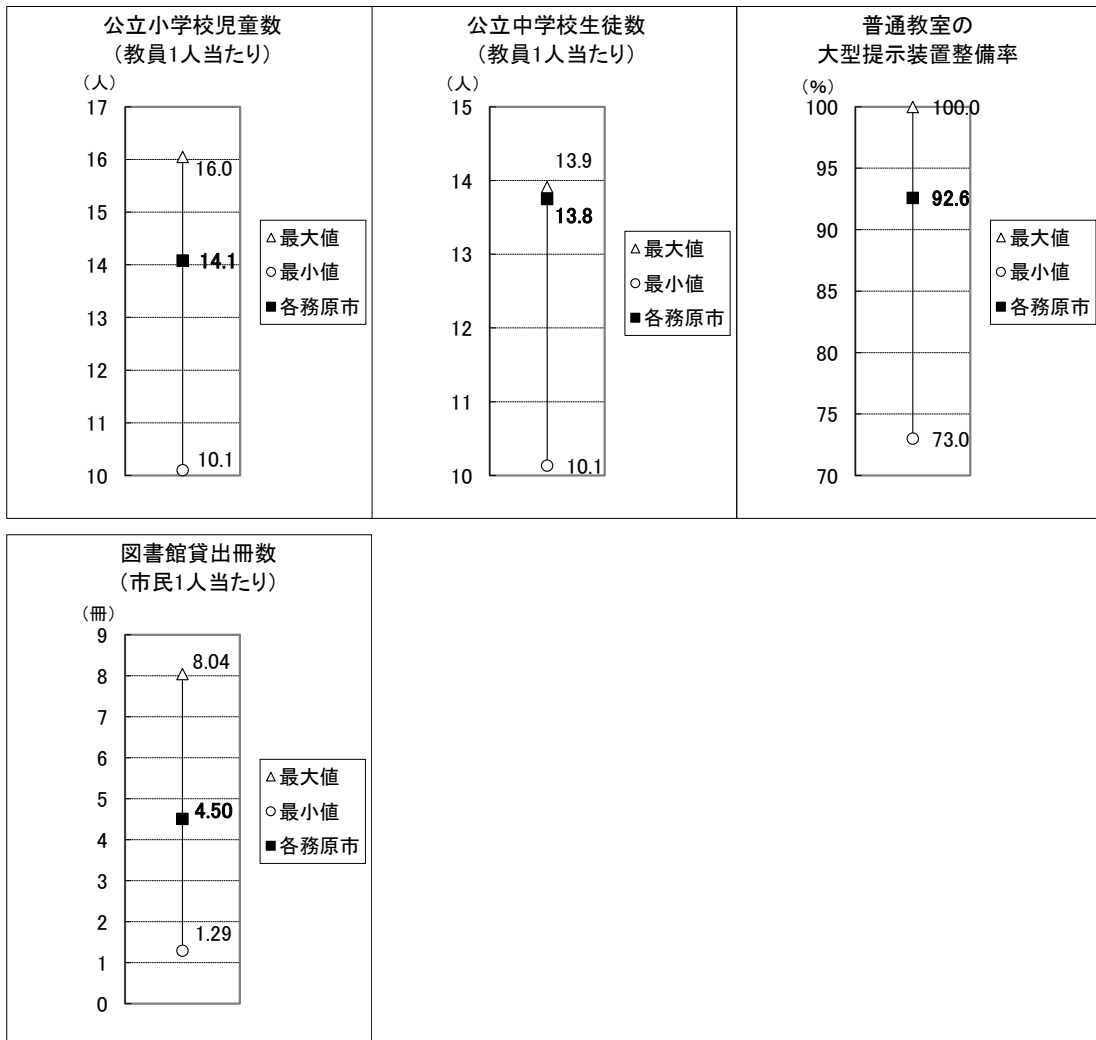 公立小学校児童数
（教員1人当たり）
（人）
17
16
15
14
13
12
11
10
16.0
14.1
10.1
△最大値
○最小値
■各務原市
公立中学校生徒数
（教員1人当たり）
（人）
15
14
13
12
11
10
13.9
13.8
10.1
△最大値
○最小値
■各務原市
普通教室の
大型提示装置整備率
（%）
100
95
90
85
80
75
70
100.0
92.6
73.0
△最大値
○最小値
■各務原市
図書館貸出冊数
（市民1人当たり）
（冊）
9
8
7
6
5
4
3
2
1
0
8.04
4.50
1.29
△最大値
○最小値
■各務原市